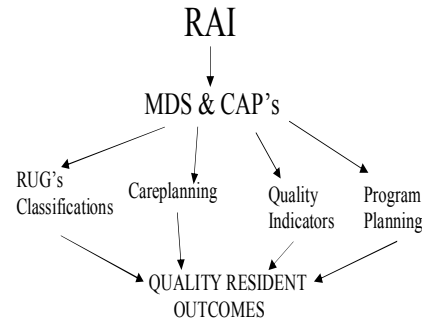 RAI
MDS & CAP's
RUG's
Classifications
Careplanning
Quality
Indicators
Program
Planning
QUALITY RESIDENT
OUTCOMES